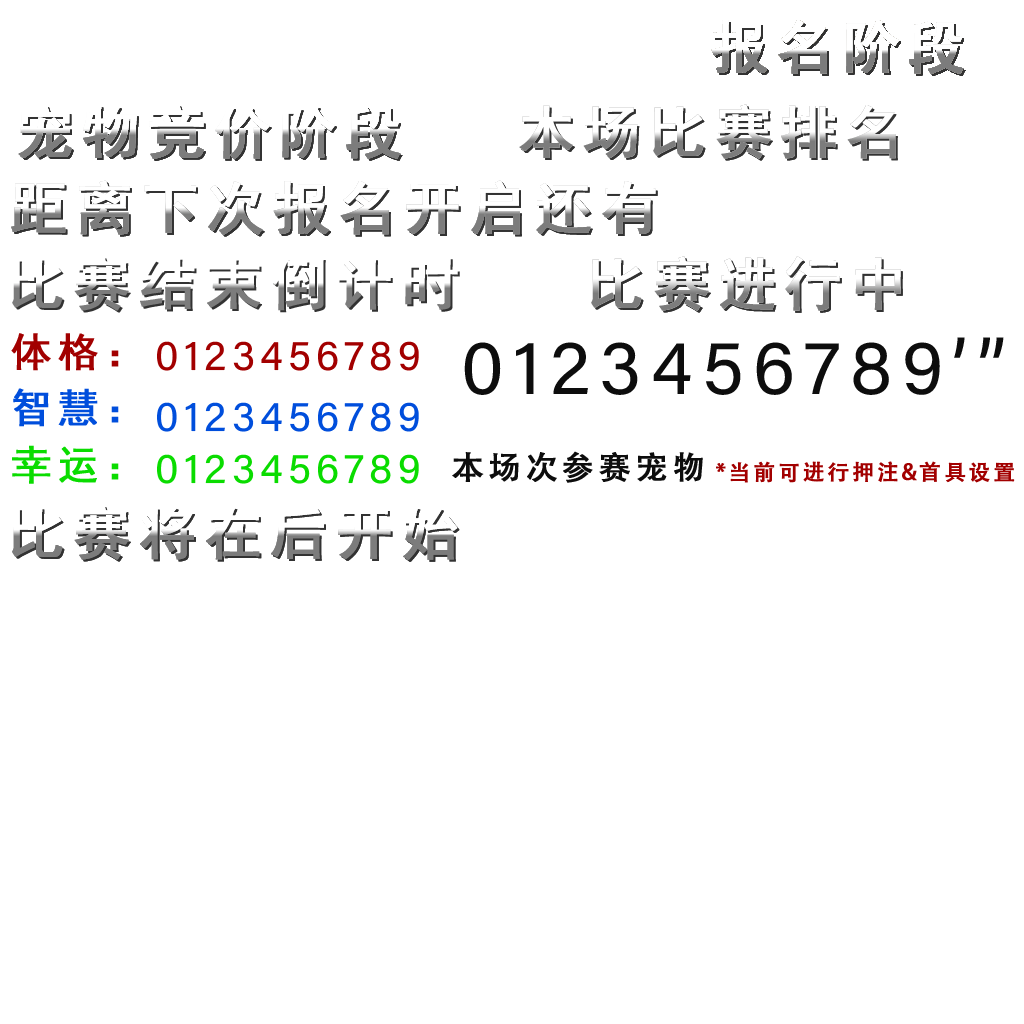 报名阶段
宠物竞价阶段 本场比赛排名
距离下次报名开启还有
比赛结束倒计时 比赛进行中
体格： 0123456789
0123456789′″
智慧： 0123456789
幸运： 0123456789
本场次参赛宠物 *当前可进行押注&首具设置
比赛将在后开始